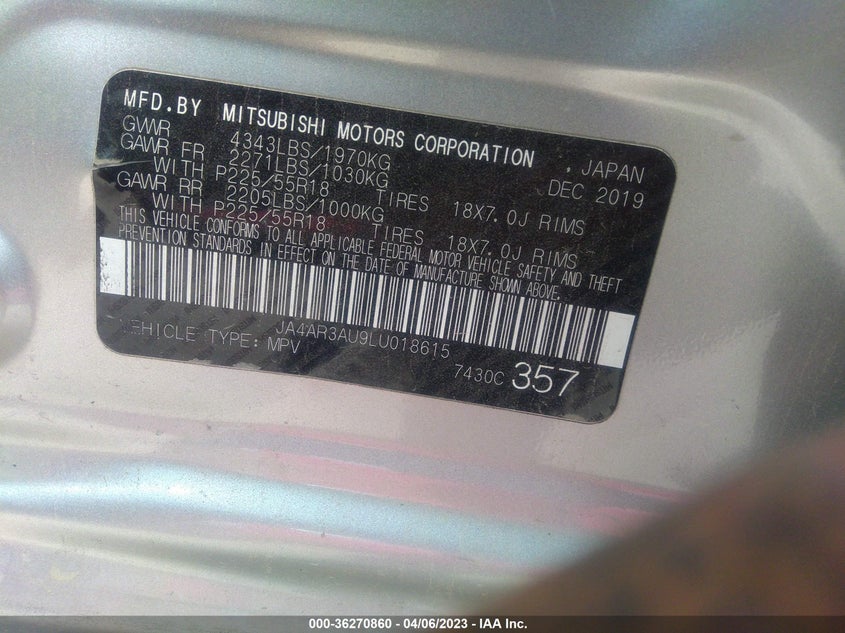 MFD.BY MITSUBISHI MOTORS CORPORATION , JAPAN
GVWR 4343LBS/1970KG DEC 2019
GAWR FR 2271LBS/1030KG
WITH P225/55R18 TIRES 18X7.0J RIMS
GAWR RR 2205LBS/1000KG
WITH P225/55R18 TIRES 18X7.0J RIMS
THIS VEHICLE CONFORMS TO ALL APPLICABLE FEDERAL MOTOR VEHICLE SAFETY AND THEFT
PREVENTION STANDARDS IN EFFECT ON THE DATE OF MANUFACTURE SHOWN ABOVE.
JA4AR3AU9LU018615
VEHICLE TYPE: MPV
7430C 357
000-36270860 - 04/06/2023 - IAA Inc.